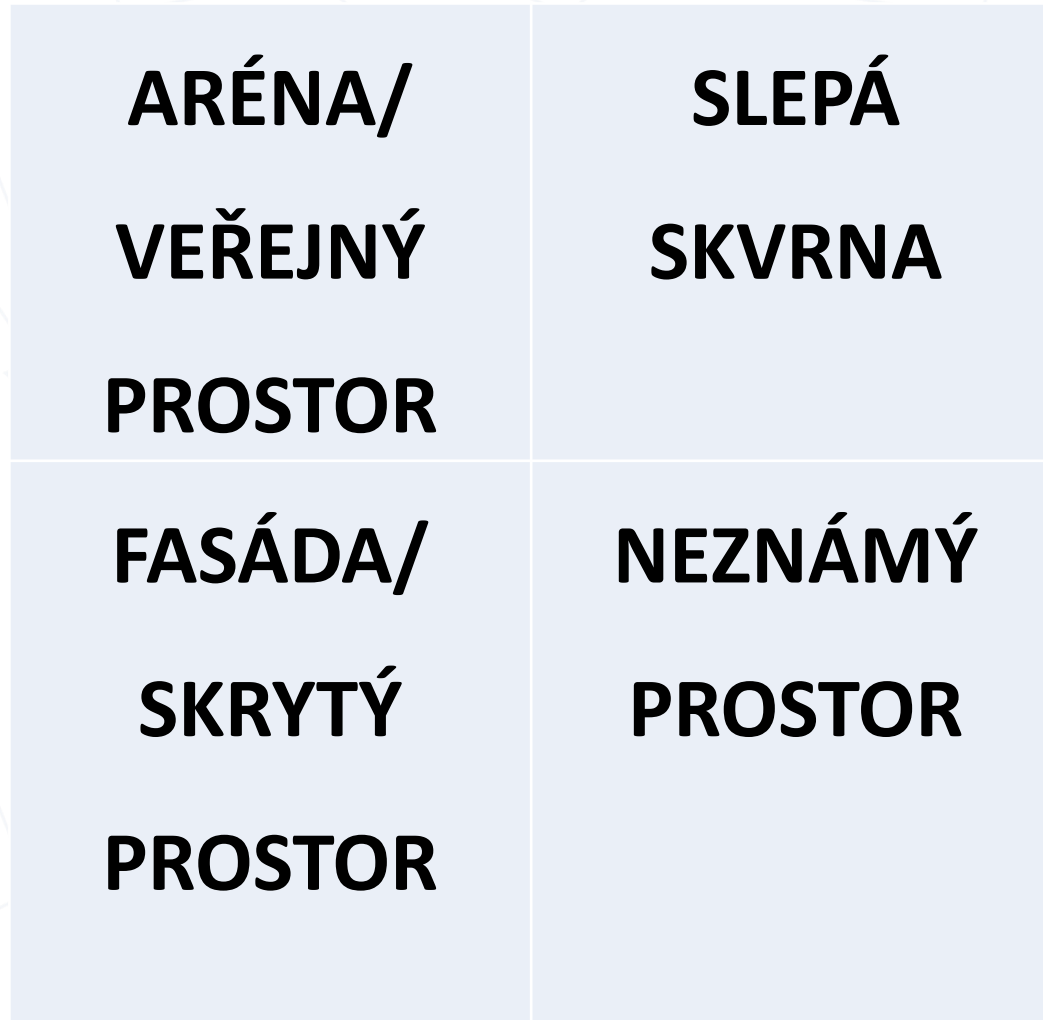 ARÉNA/
VEŘEJNÝ
PROSTOR
SLEPÁ
SKVRNA
FASÁDA/
SKRYTÝ
PROSTOR
NEZNÁMÝ
PROSTOR